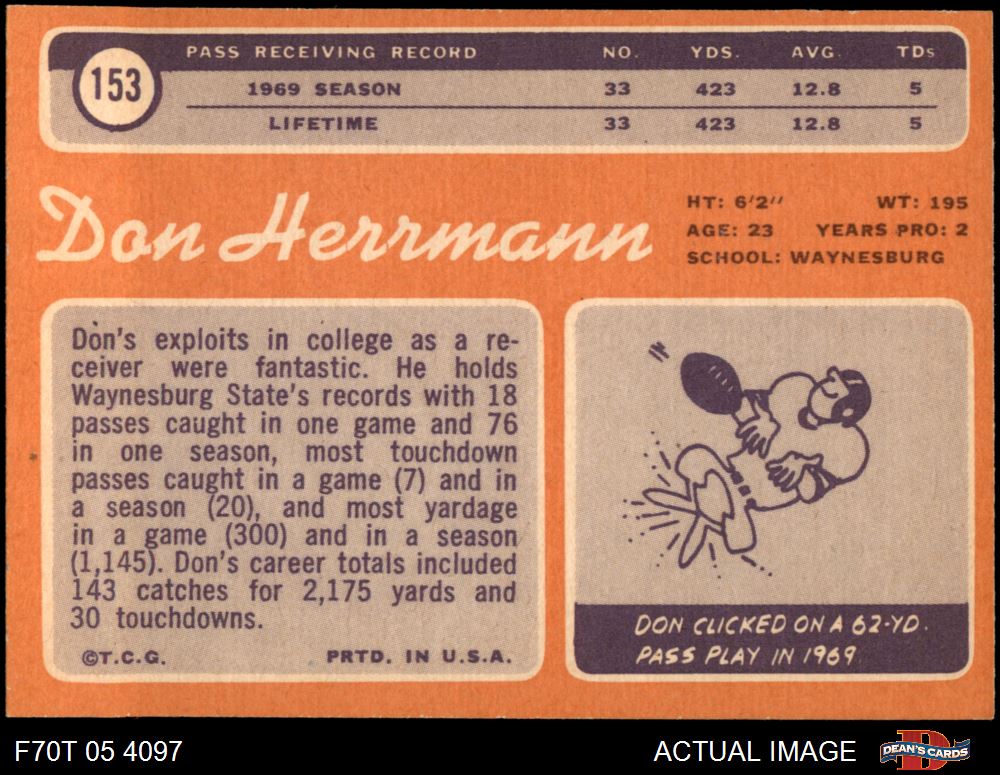 153
PASS RECEIVING RECORD NO. YDS. AVG. TDs
1969 SEASON 33 423 12.8 5
LIFETIME 33 423 12.8 5
Don Herrmann
HT: 6'2" WT: 195
AGE: 23 YEARS PRO: 2
SCHOOL: WAYNESBURG
Don's exploits in college as a re-
ceiver were fantastic. He holds
Waynesburg State's records with 18
passes caught in one game and 76
in one season, most touchdown
passes caught in a game (7) and in
a season (20), and most yardage
in a game (300) and in a season
(1,145). Don's career totals included
143 catches for 2,175 yards and
30 touchdowns.
©T.C.G. PRTD. IN U.S.A.
DON CLICKED ON A 62-YD.
PASS PLAY IN 1969
F70T 05 4097 ACTUAL IMAGE D DEAN'S CARDS